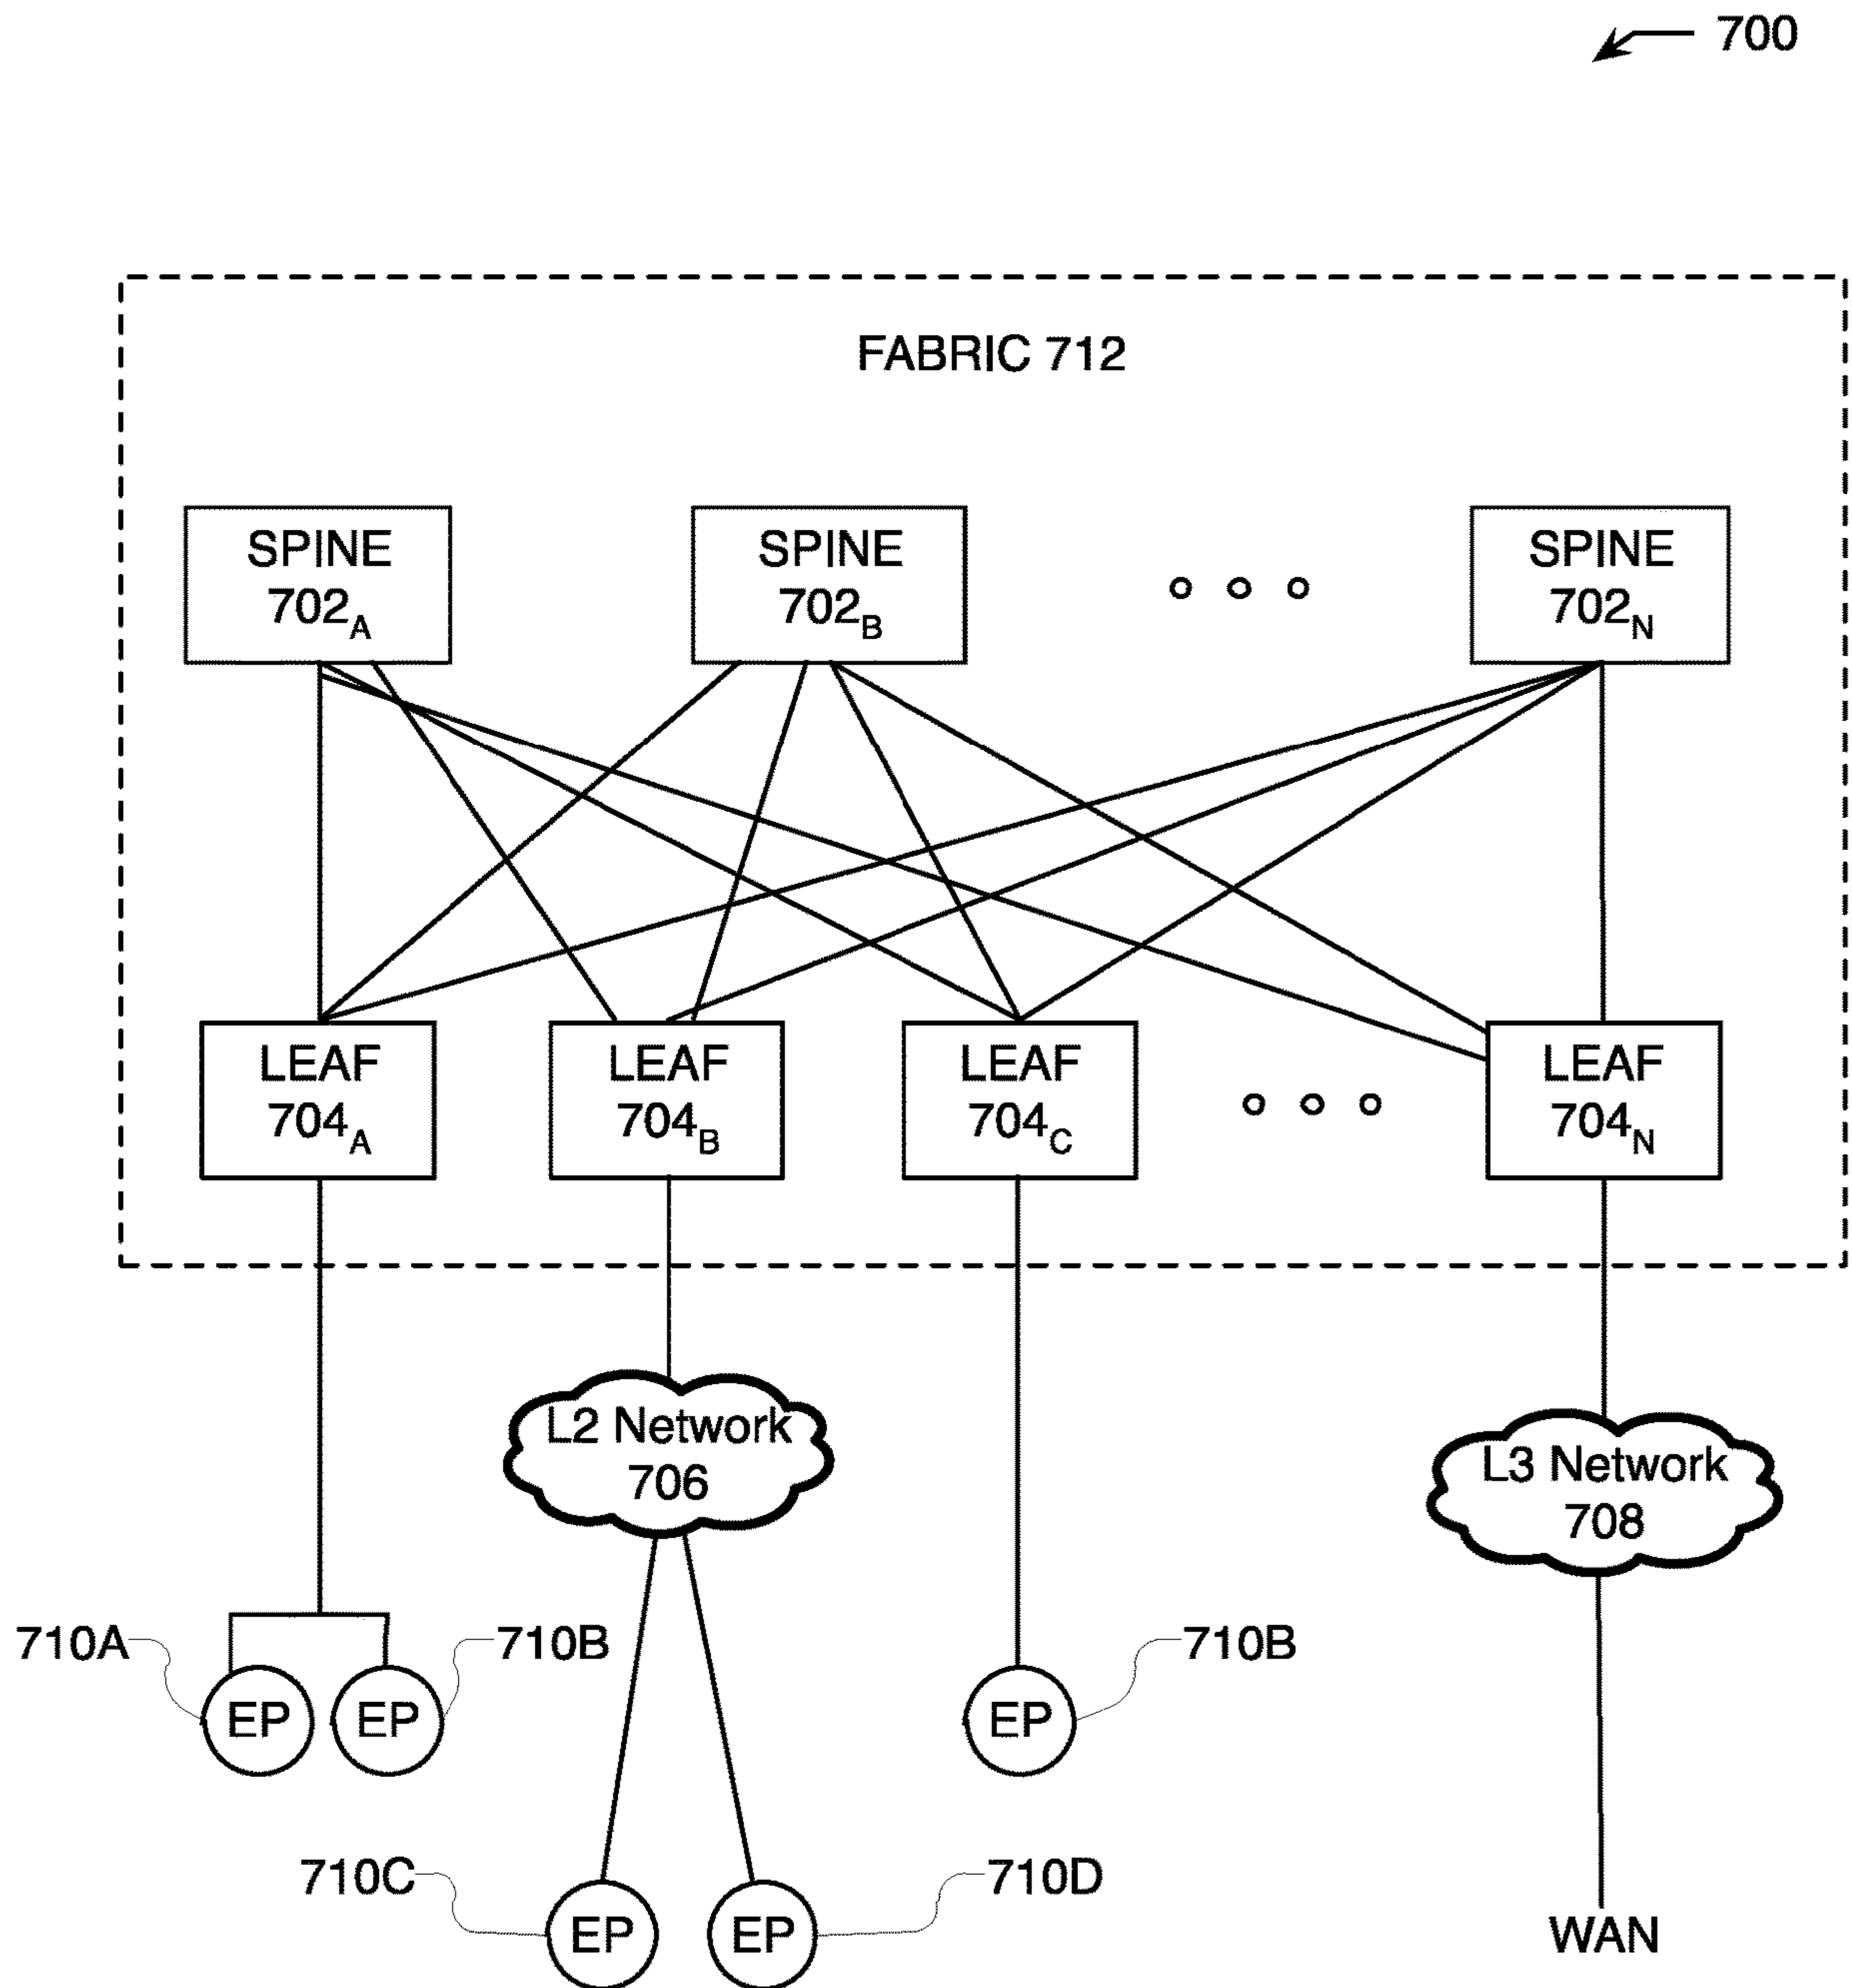 700
FABRIC 712
SPINE
702A
SPINE
702B
SPINE
702N
LEAF
704A
LEAF
704B
LEAF
704C
LEAF
704N
L2 Network
706
L3 Network
708
710A
710B
710B
EP
EP
EP
710C
710D
EP
EP
WAN